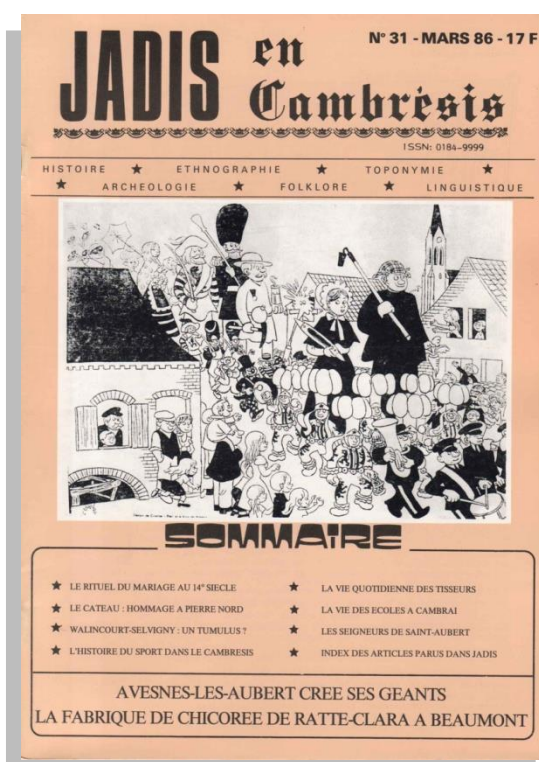 N° 31 - MARS 86 - 17 F
JADIS en
Cambrèsis
ISSN: 0184-9999
HISTOIRE ★ ETHNOGRAPHIE ★ TOPONYMIE ★
★ ARCHEOLOGIE ★ FOLKLORE ★ LINGUISTIQUE
SOMMAIRE
★ LE RITUEL DU MARIAGE AU 14e SIECLE
★ LE CATEAU : HOMMAGE A PIERRE NORD
★ WALINCOURT-SELVIGNY : UN TUMULUS ?
★ L'HISTOIRE DU SPORT DANS LE CAMBRESIS
★ LA VIE QUOTIDIENNE DES TISSEURS
★ LA VIE DES ECOLES A CAMBRAI
★ LES SEIGNEURS DE SAINT-AUBERT
★ INDEX DES ARTICLES PARUS DANS JADIS
AVESNES-LES-AUBERT CREE SES GEANTS
LA FABRIQUE DE CHICOREE DE RATTE-CLARA A BEAUMONT